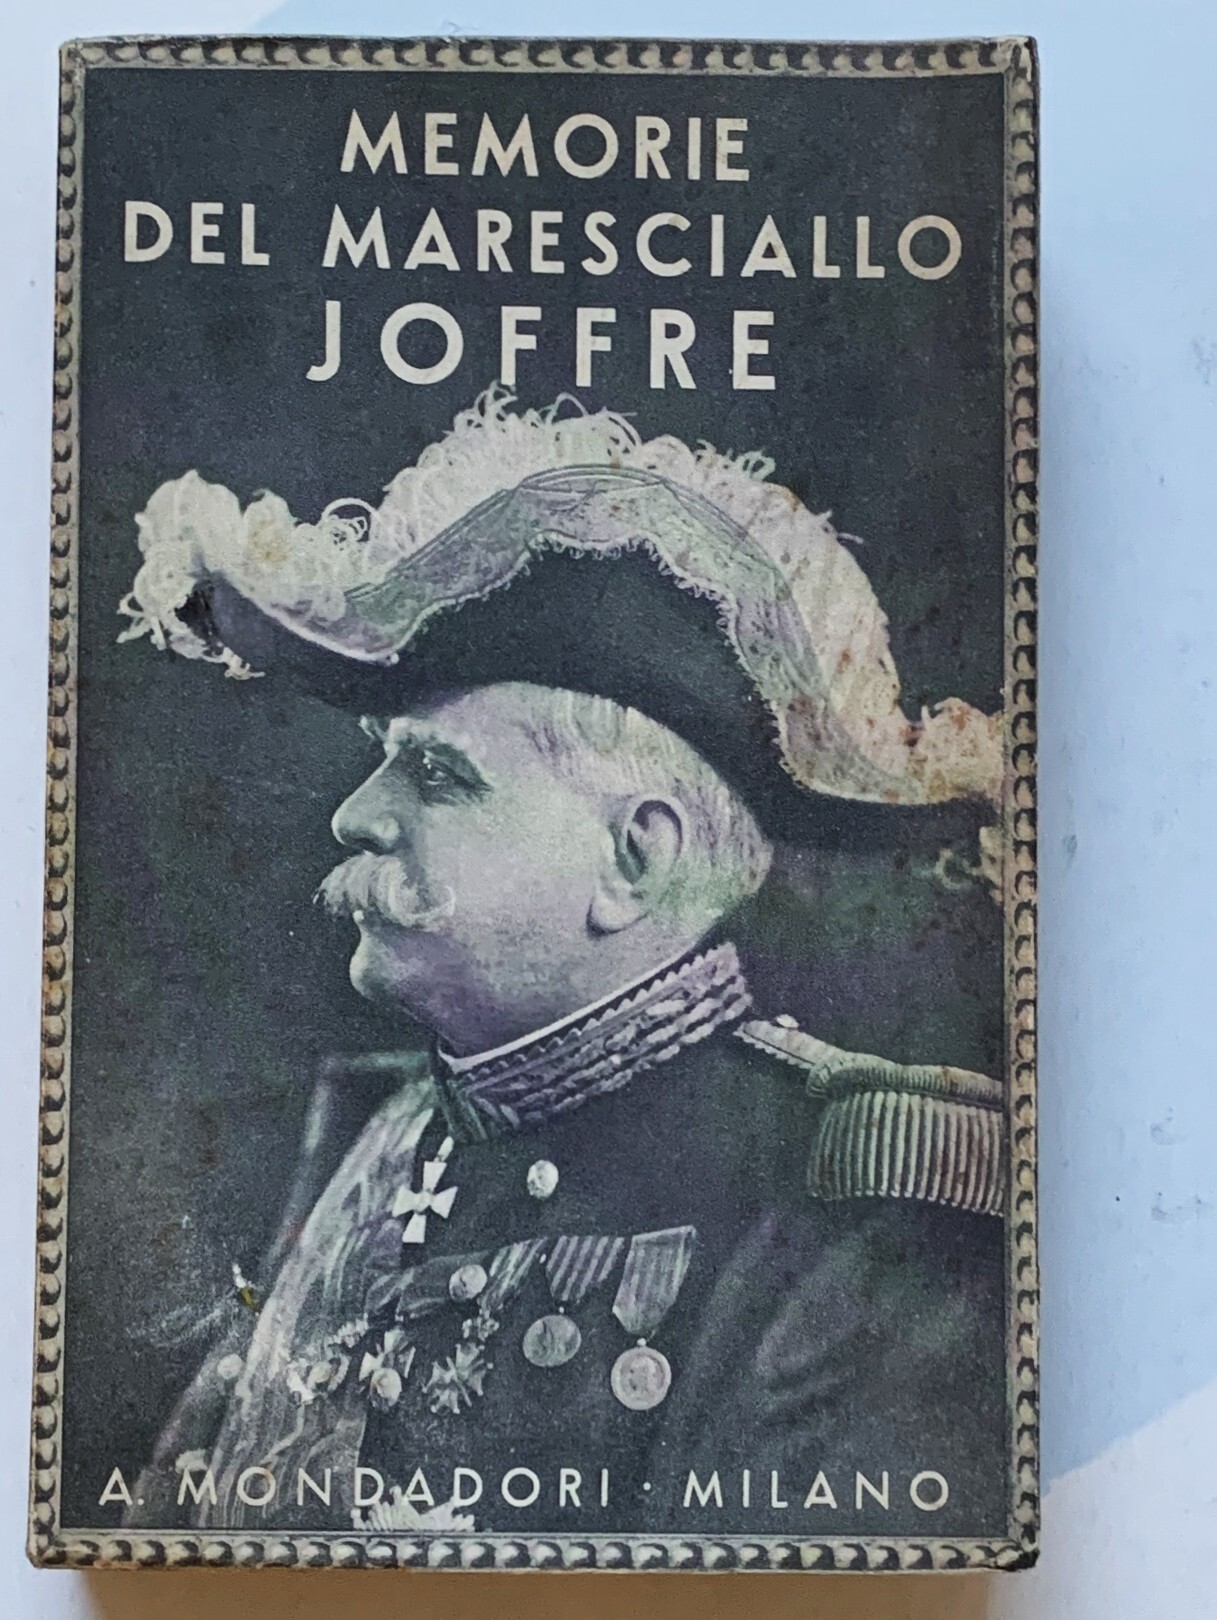 MEMORIE
DEL MARESCIALLO
JOFFRE
A. MONDADORI · MILANO